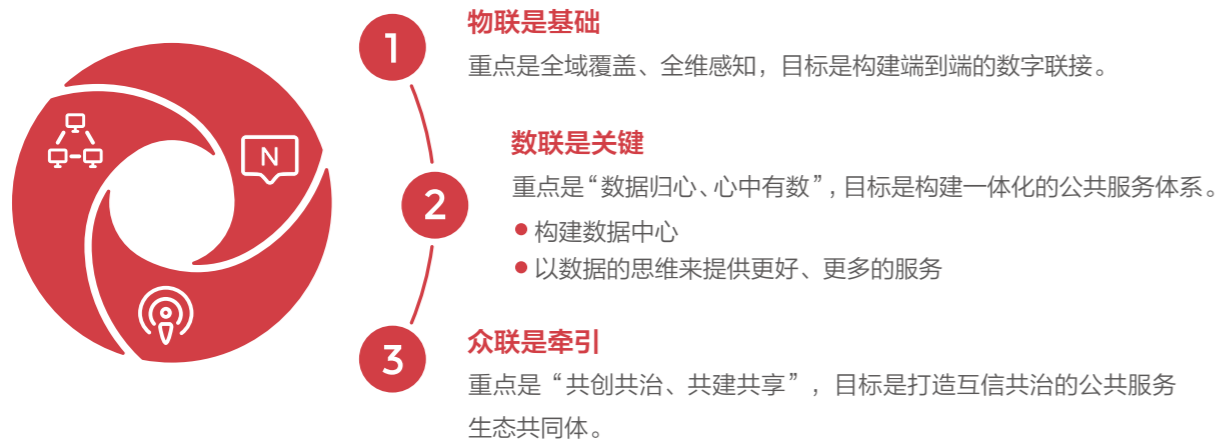 N
1
物联是基础
重点是全域覆盖、全维感知，目标是构建端到端的数字联接。
2
数联是关键
重点是“数据归心、心中有数”，目标是构建一体化的公共服务体系。
● 构建数据中心
● 以数据的思维来提供更好、更多的服务
3
众联是牵引
重点是“共创共治、共建共享”，目标是打造互信共治的公共服务
生态共同体。